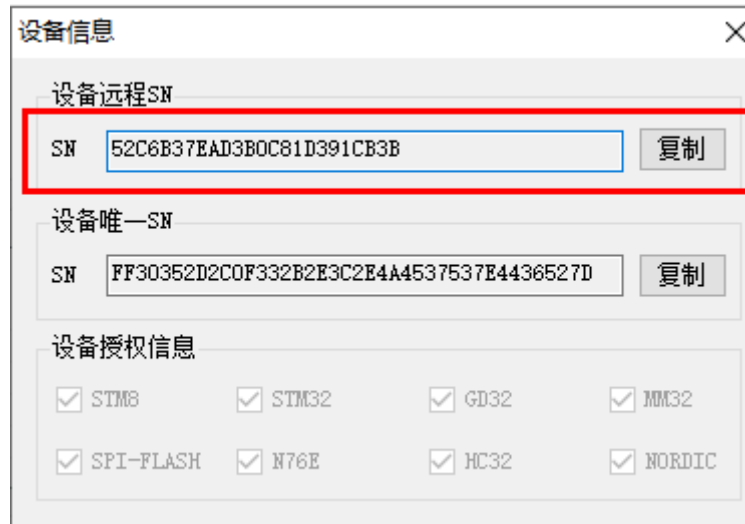 设备信息
设备远程SN
SN 52C6B37EAD3B0C81D391CB3B 复制
设备唯一SN
SN FF30352D2C0F332B2E3C2E4A4537537E4436527D 复制
设备授权信息
STM8 STM32 GD32 MM32
SPI-FLASH N76E HC32 NORDIC